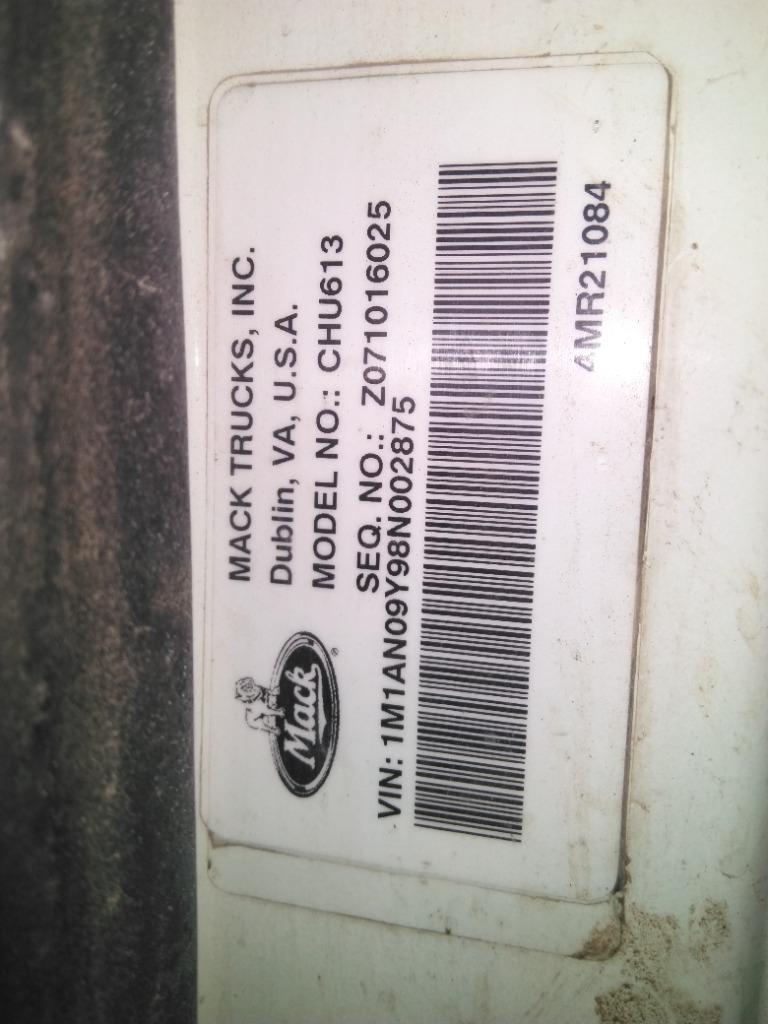 MACK TRUCKS, INC.
Dublin, VA, U.S.A.
MODEL NO.: CHU613
SEQ. NO.: Z071016025
Mack ®
VIN: 1M1AN09Y98N002875
4MR21084